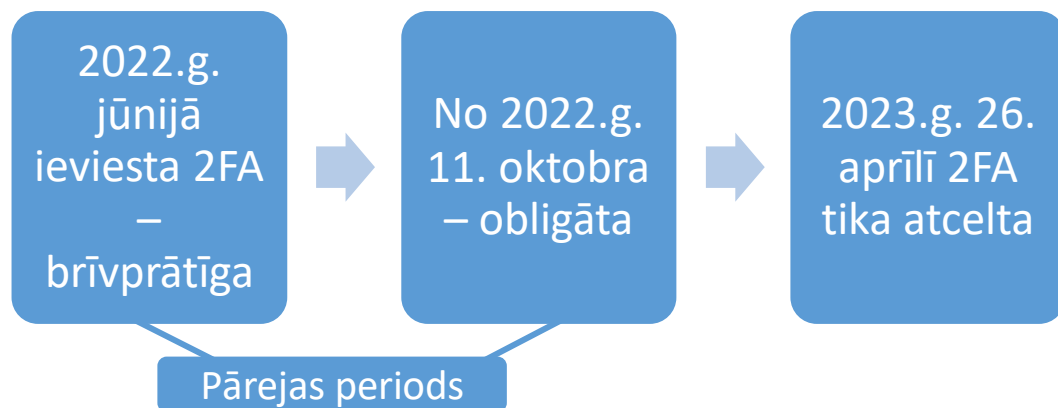 2022.g.
jūnijā
ieviesta 2FA
–
brīvprātīga
No 2022.g.
11. oktobra
– obligāta
2023.g. 26.
aprīlī 2FA
tika atcelta
Pārejas periods